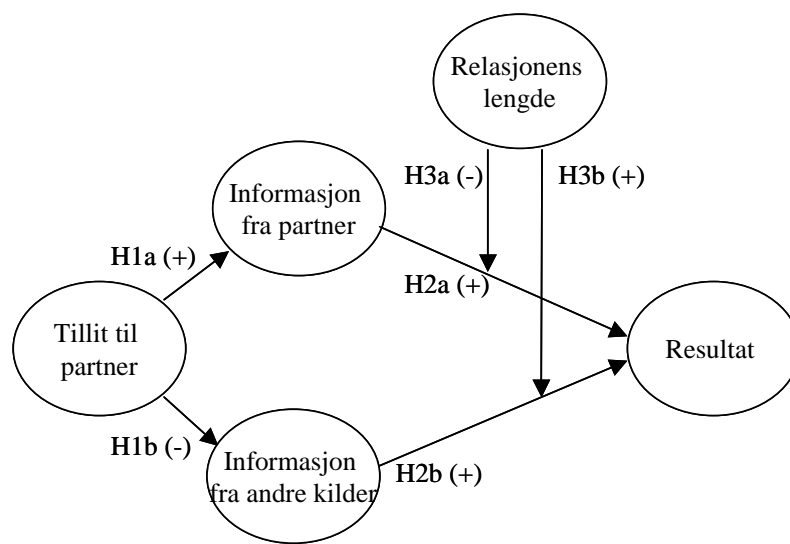 Relasjonens
lengde
H3a (-)
H3b (+)
Informasjon
fra partner
H1a (+)
H2a (+)
Tillit til
partner
Resultat
H1b (-)
Informasjon
fra andre kilder
H2b (+)